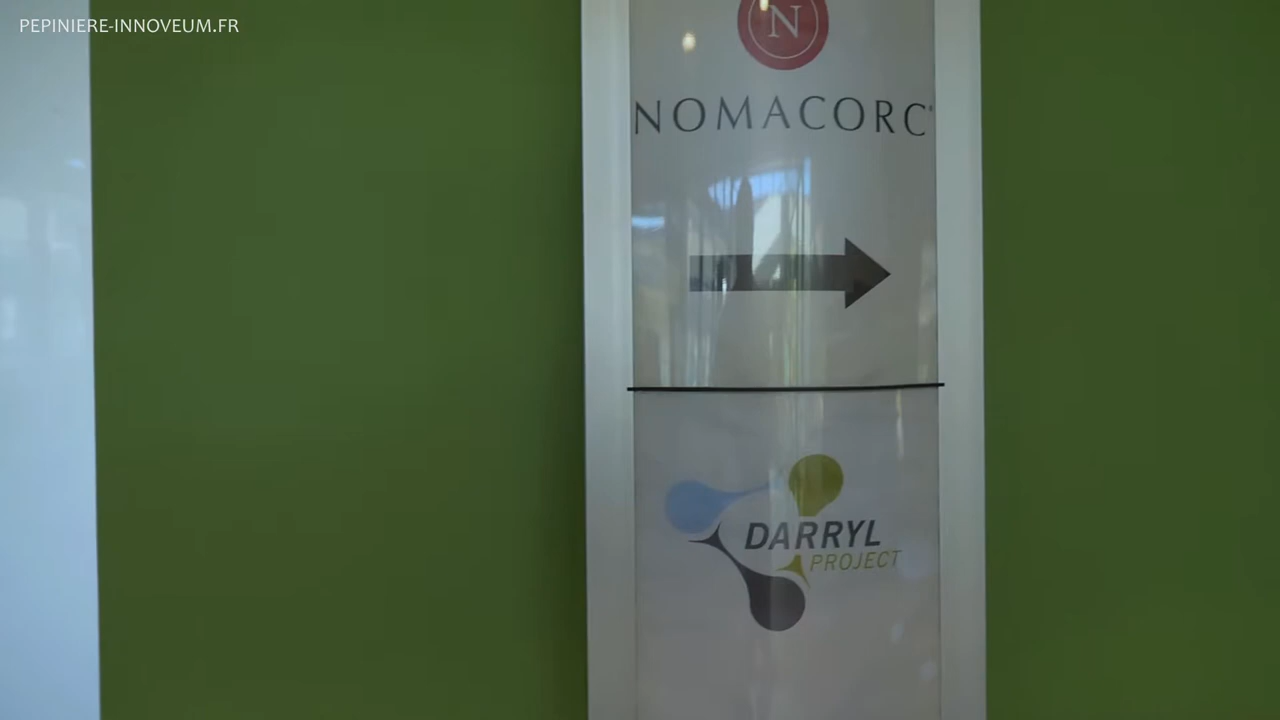 PEPINIERE-INNOVEUM.FR
N
NOMACORC®
DARRYL
PROJECT